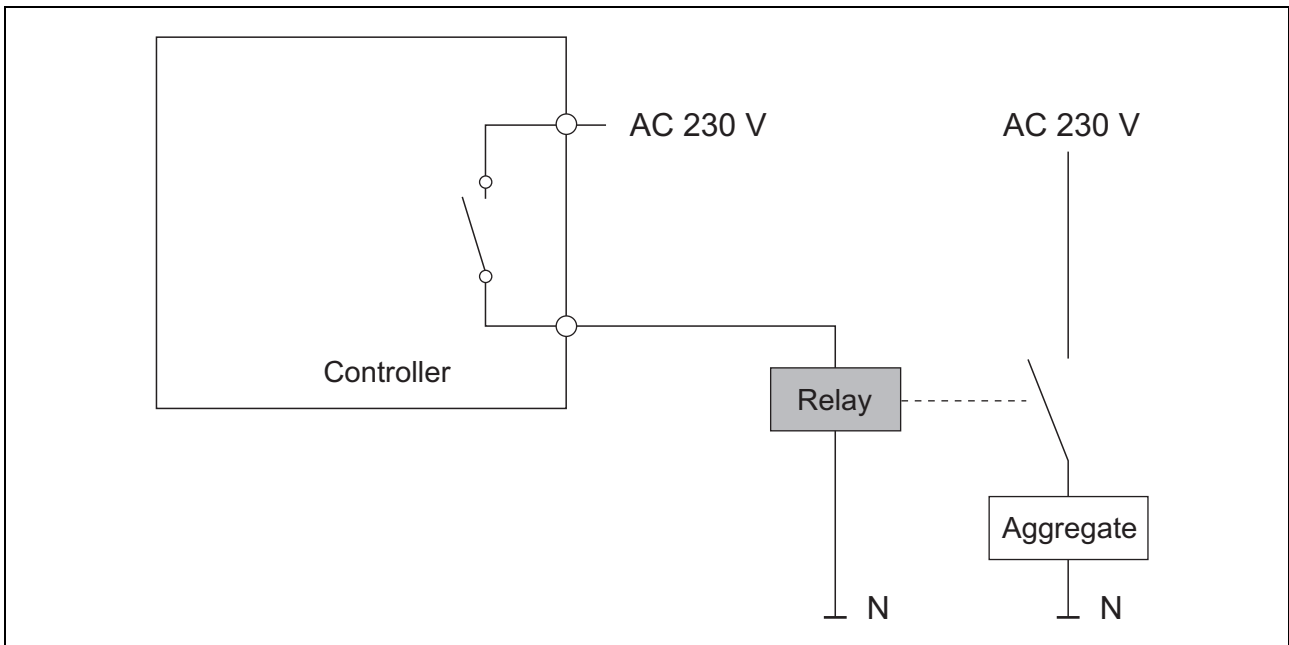 AC 230 V
AC 230 V
Controller
Relay
Aggregate
N
N